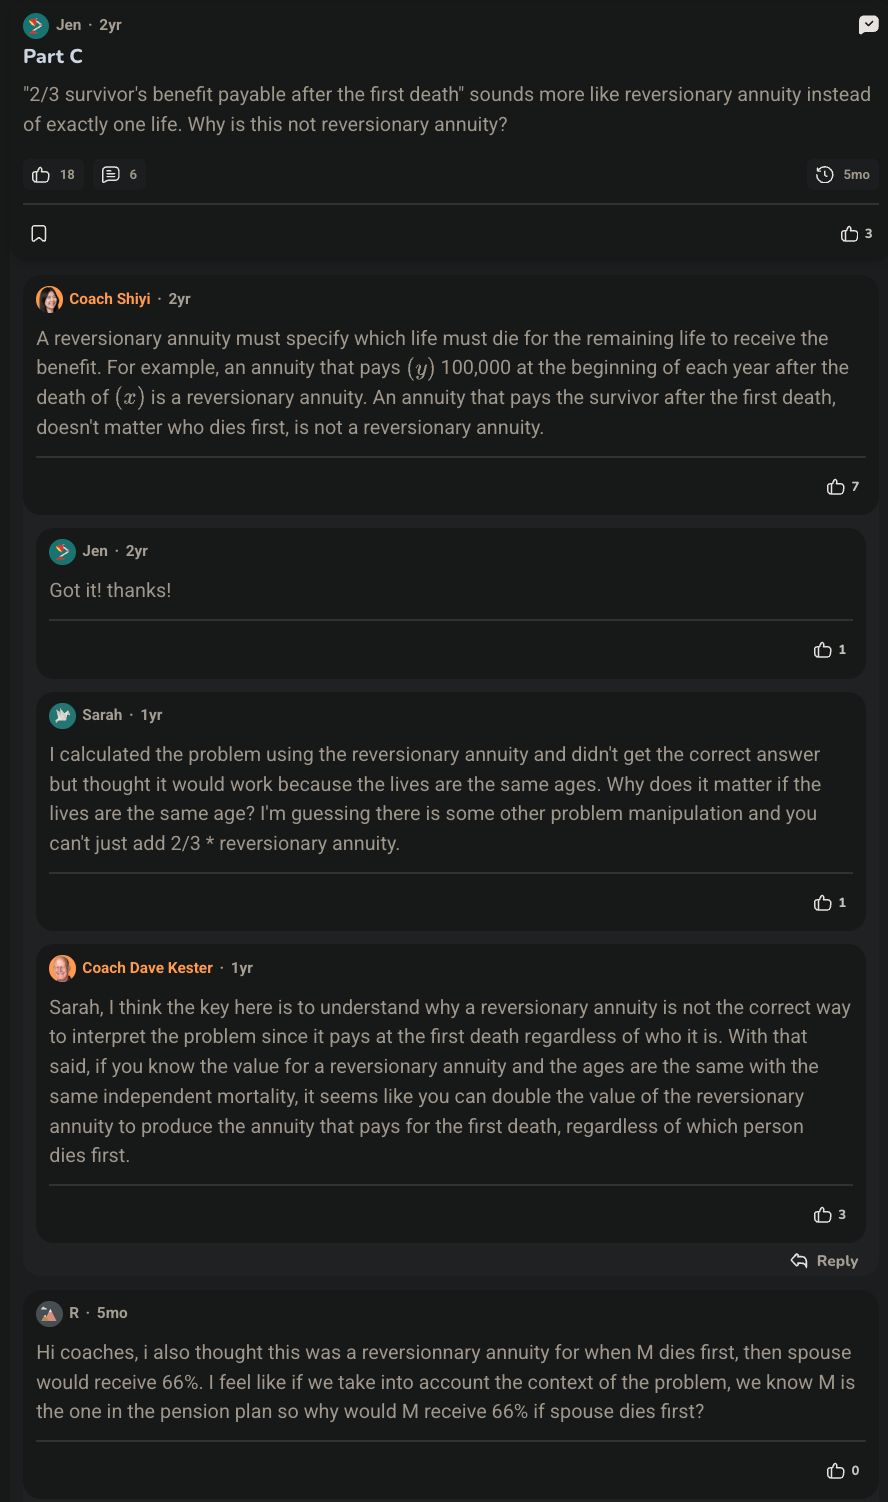 Jen · 2yr
Part C
"2/3 survivor's benefit payable after the first death" sounds more like reversionary annuity instead
of exactly one life. Why is this not reversionary annuity?
18 6 5mo
3
Coach Shiyi · 2yr
A reversionary annuity must specify which life must die for the remaining life to receive the
benefit. For example, an annuity that pays (y) 100,000 at the beginning of each year after the
death of (x) is a reversionary annuity. An annuity that pays the survivor after the first death,
doesn't matter who dies first, is not a reversionary annuity.
7
Jen · 2yr
Got it! thanks!
1
Sarah · 1yr
I calculated the problem using the reversionary annuity and didn't get the correct answer
but thought it would work because the lives are the same ages. Why does it matter if the
lives are the same age? I'm guessing there is some other problem manipulation and you
can't just add 2/3 * reversionary annuity.
1
Coach Dave Kester · 1yr
Sarah, I think the key here is to understand why a reversionary annuity is not the correct way
to interpret the problem since it pays at the first death regardless of who it is. With that
said, if you know the value for a reversionary annuity and the ages are the same with the
same independent mortality, it seems like you can double the value of the reversionary
annuity to produce the annuity that pays for the first death, regardless of which person
dies first.
3
Reply
R · 5mo
Hi coaches, i also thought this was a reversionnary annuity for when M dies first, then spouse
would receive 66%. I feel like if we take into account the context of the problem, we know M is
the one in the pension plan so why would M receive 66% if spouse dies first?
0